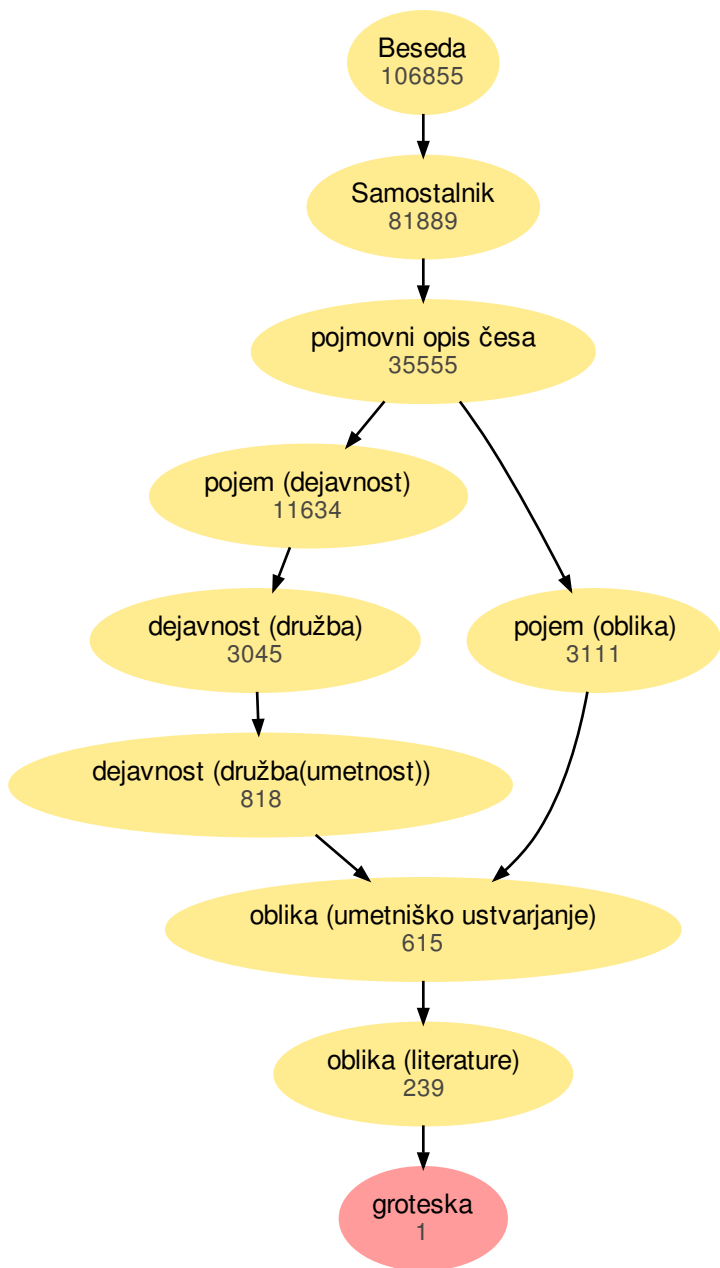 Beseda
106855
Samostalnik
81889
pojmovni opis česa
35555
pojem (dejavnost)
11634
dejavnost (družba)
3045
pojem (oblika)
3111
dejavnost (družba(umetnost))
818
oblika (umetniško ustvarjanje)
615
oblika (literature)
239
groteska
1